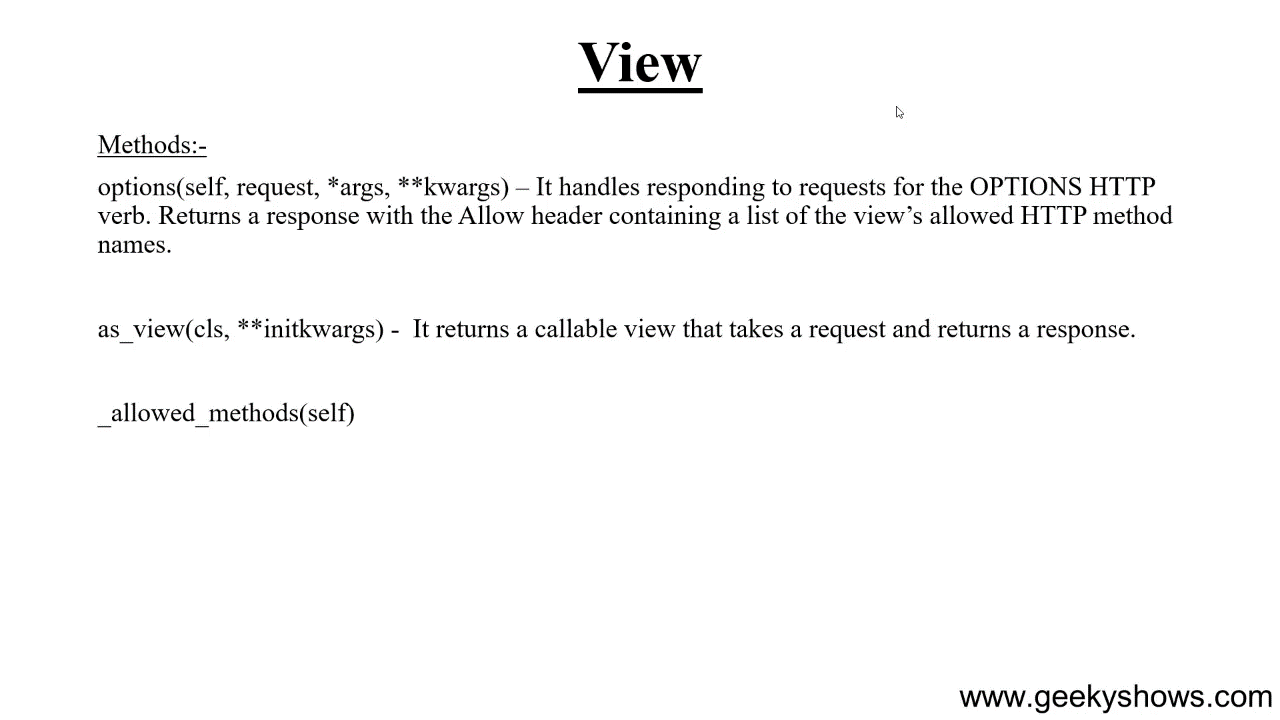 View
Methods:-
options(self, request, *args, **kwargs) – It handles responding to requests for the OPTIONS HTTP
verb. Returns a response with the Allow header containing a list of the view’s allowed HTTP method
names.
as_view(cls, **initkwargs) - It returns a callable view that takes a request and returns a response.
_allowed_methods(self)
www.geekyshows.com